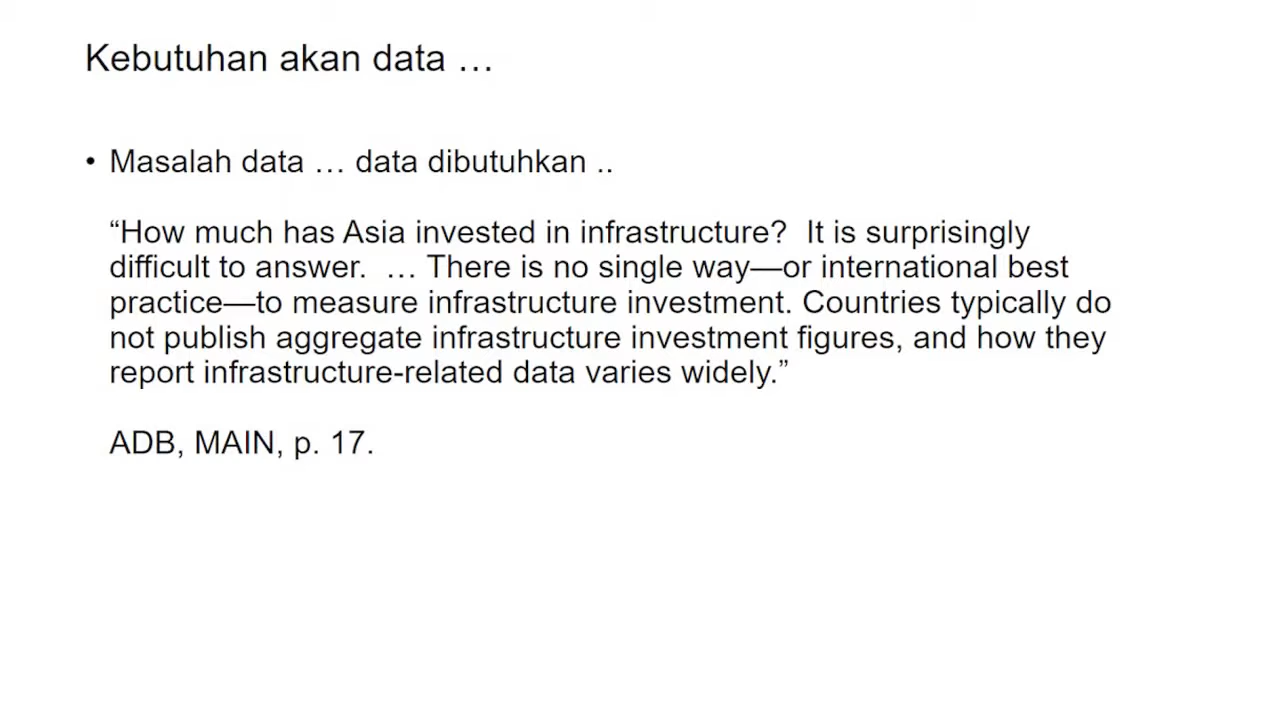 Kebutuhan akan data …
• Masalah data … data dibutuhkan ..
“How much has Asia invested in infrastructure?  It is surprisingly
difficult to answer.  … There is no single way—or international best
practice—to measure infrastructure investment. Countries typically do
not publish aggregate infrastructure investment figures, and how they
report infrastructure-related data varies widely.”
ADB, MAIN, p. 17.